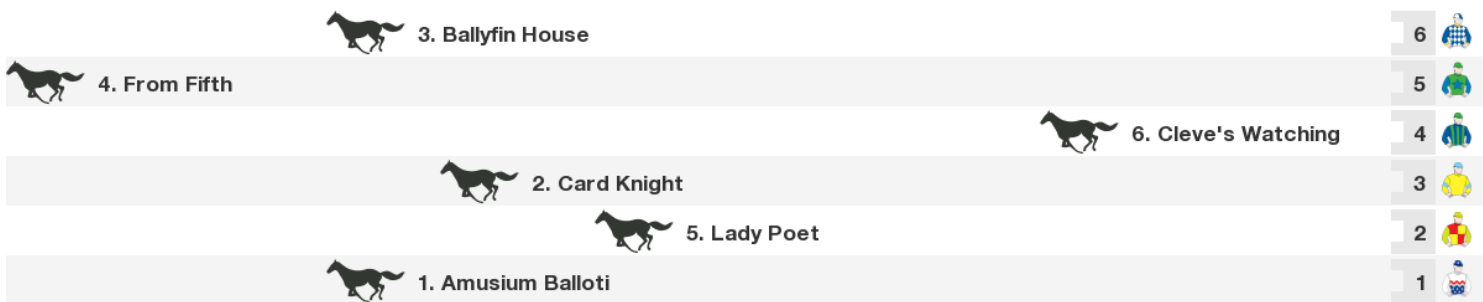 3. Ballyfin House 6
4. From Fifth 5
6. Cleve's Watching 4
2. Card Knight 3
5. Lady Poet 2
1. Amusium Balloti 1